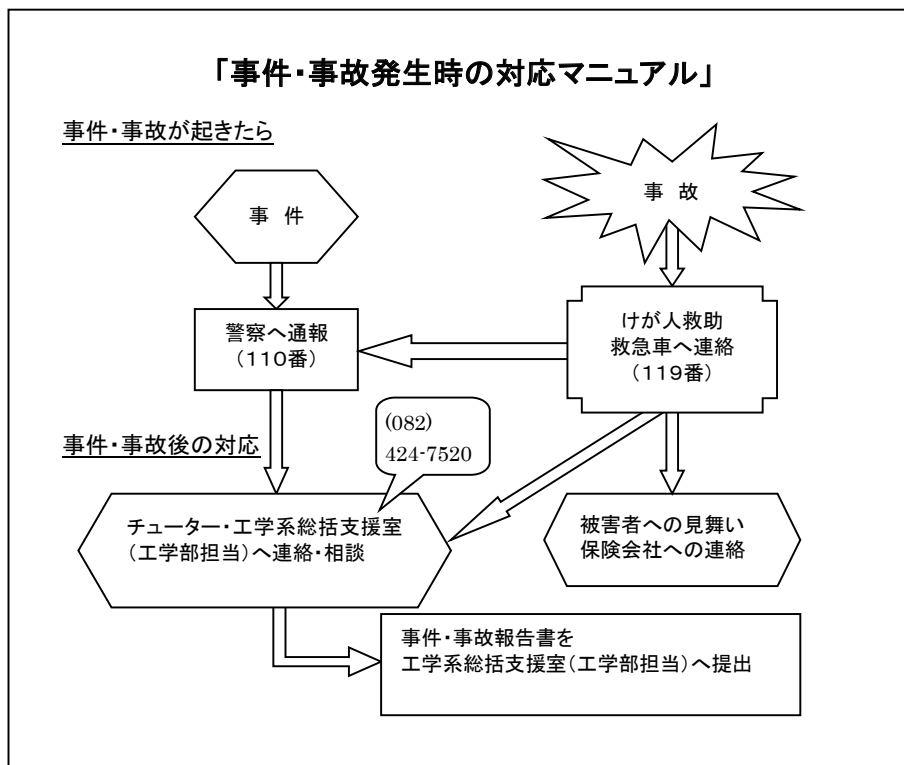 「事件・事故発生時の対応マニュアル」
事件・事故が起きたら
事 件
事 故
警察へ通報
（１１０番）
けが人救助
救急車へ連絡
（１１９番）
事件・事故後の対応
(082)
424-7520
チューター・工学系総括支援室
（工学部担当）へ連絡・相談
被害者への見舞い
保険会社への連絡
事件・事故報告書を
工学系総括支援室（工学部担当）へ提出